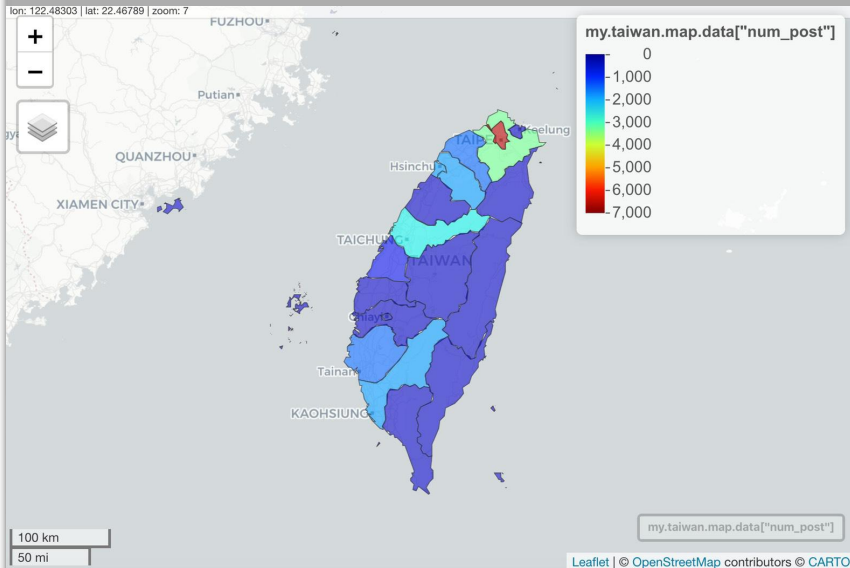 lon: 122.48303 | lat: 22.46789 | zoom: 7
+
−
FUZHOU
my.taiwan.map.data["num_post"]
0
1,000
2,000
3,000
4,000
5,000
6,000
7,000
Putian
QUANZHOU
XIAMEN CITY
Keelung
Hsinchu
TAICHUNG
TAIWAN
Chiayi
Tainan
KAOHSIUNG
100 km
50 mi
my.taiwan.map.data["num_post"]
Leaflet | © OpenStreetMap contributors © CARTO